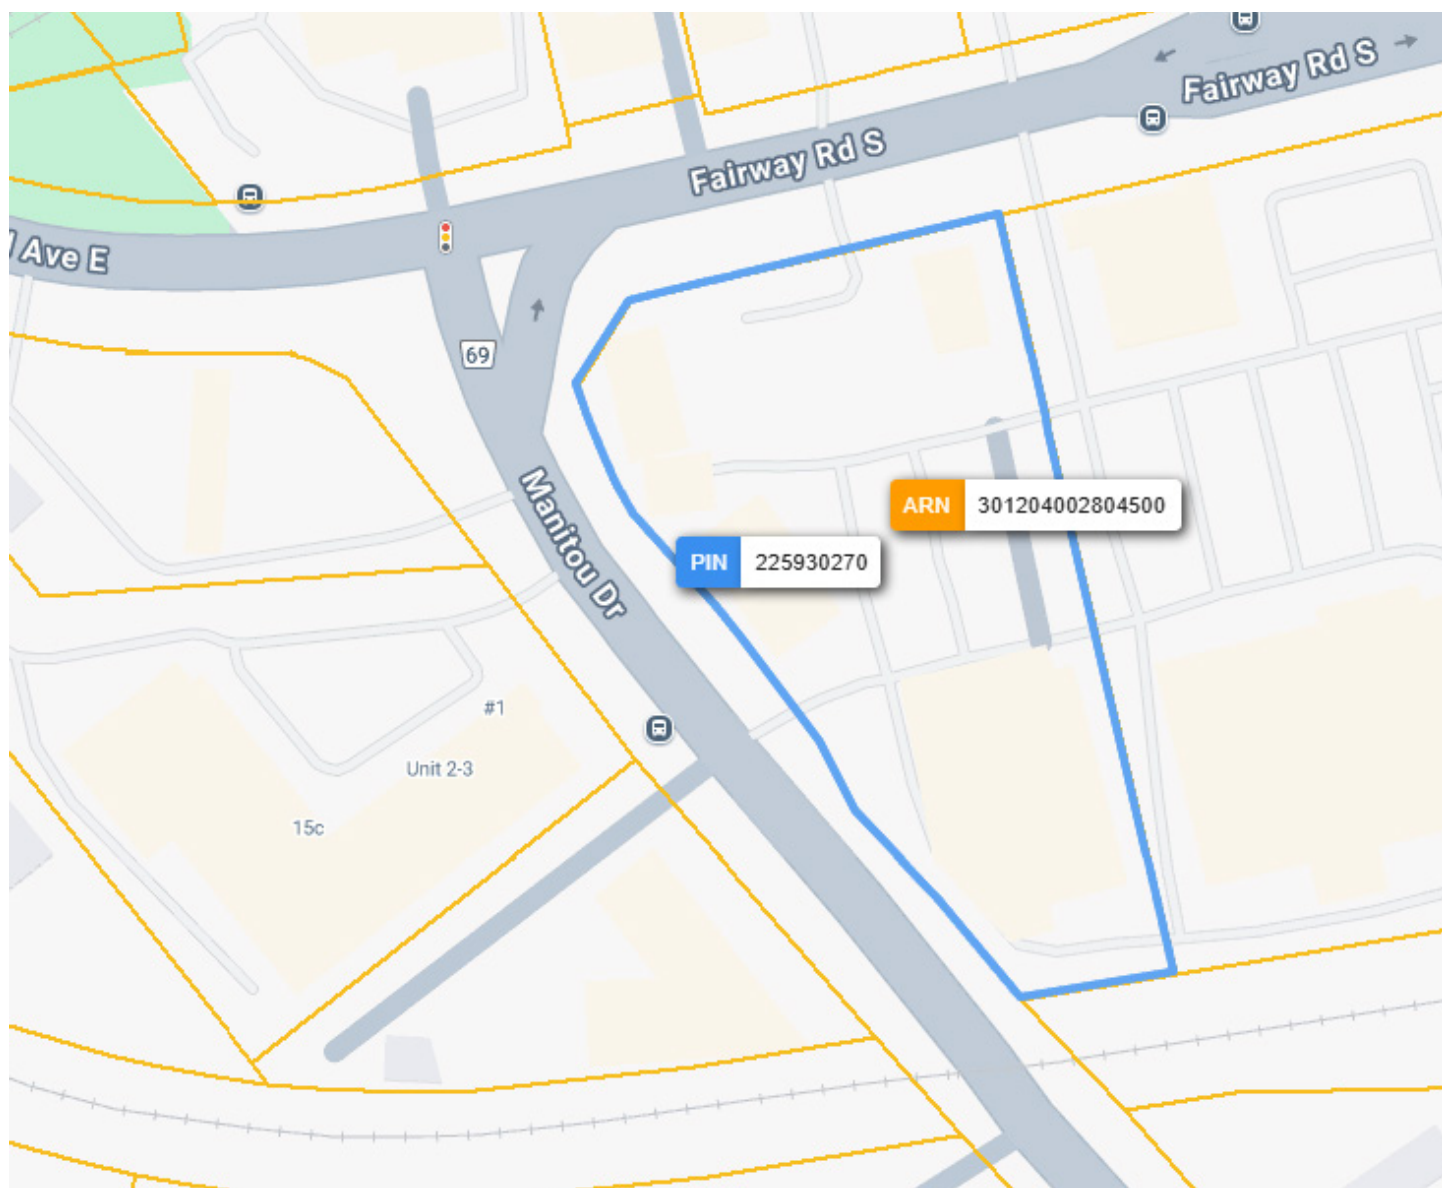 Fairway Rd S
Fairway Rd S
Ave E
69
Manitou Dr
ARN 301204002804500
PIN 225930270
#1
Unit 2-3
15c